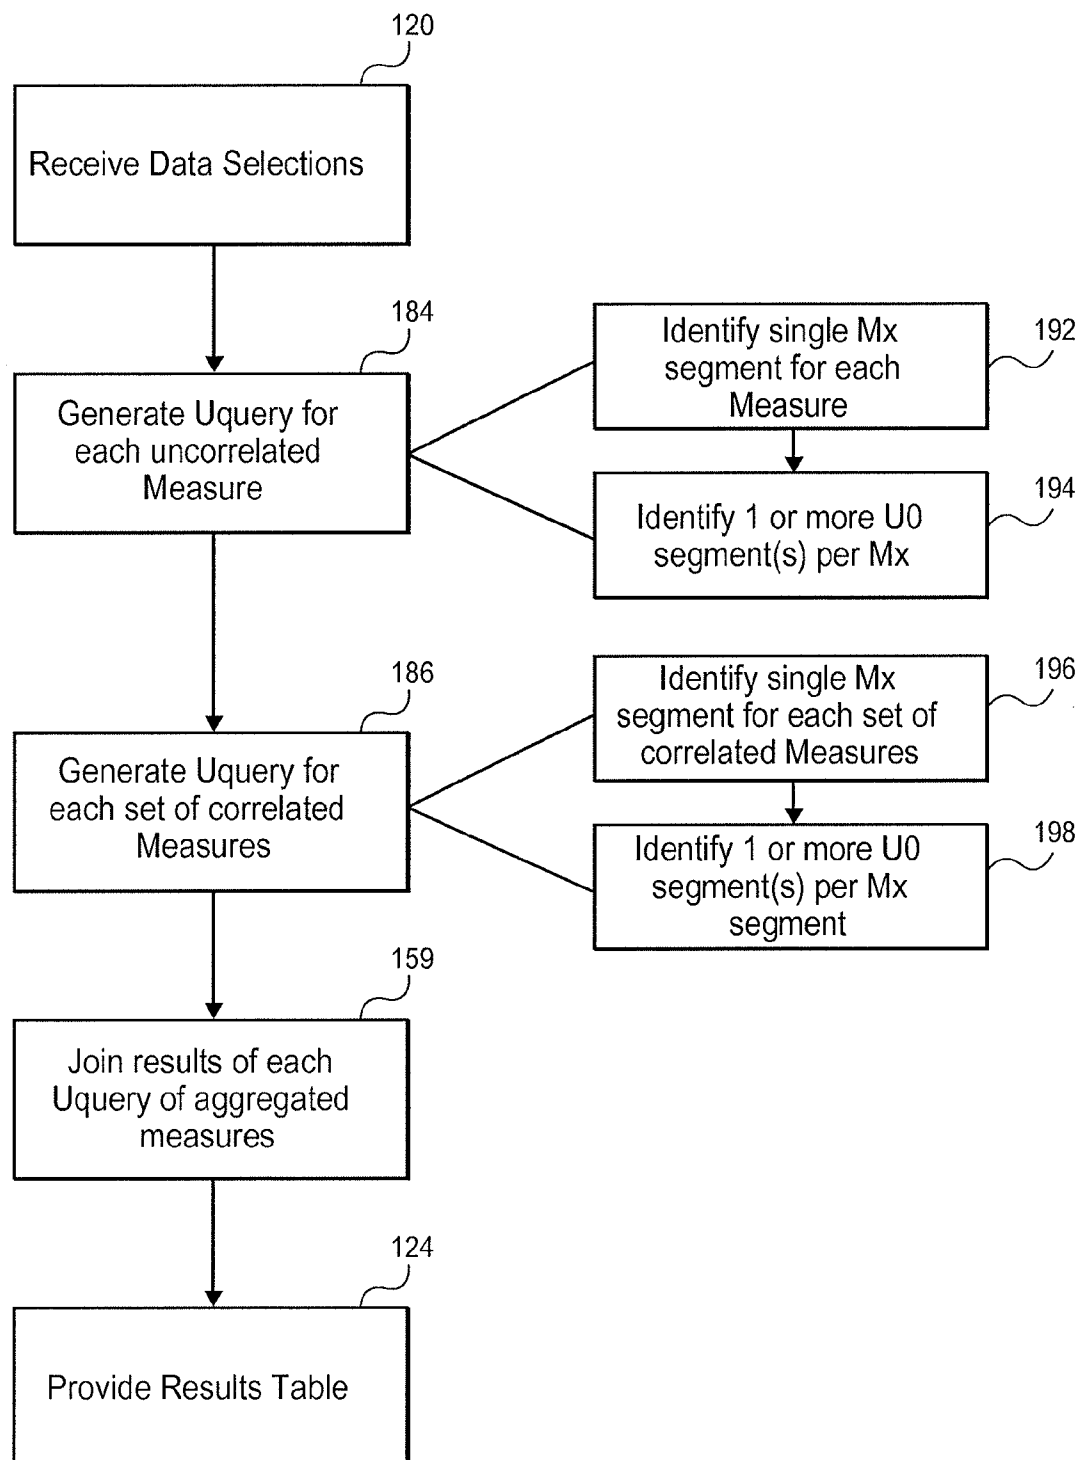 120
Receive Data Selections
184
Generate Uquery for
each uncorrelated
Measure
Identify single Mx
segment for each
Measure
192
Identify 1 or more U0
segment(s) per Mx
194
186
Generate Uquery for
each set of correlated
Measures
Identify single Mx
segment for each set of
correlated Measures
196
Identify 1 or more U0
segment(s) per Mx
segment
198
159
Join results of each
Uquery of aggregated
measures
124
Provide Results Table